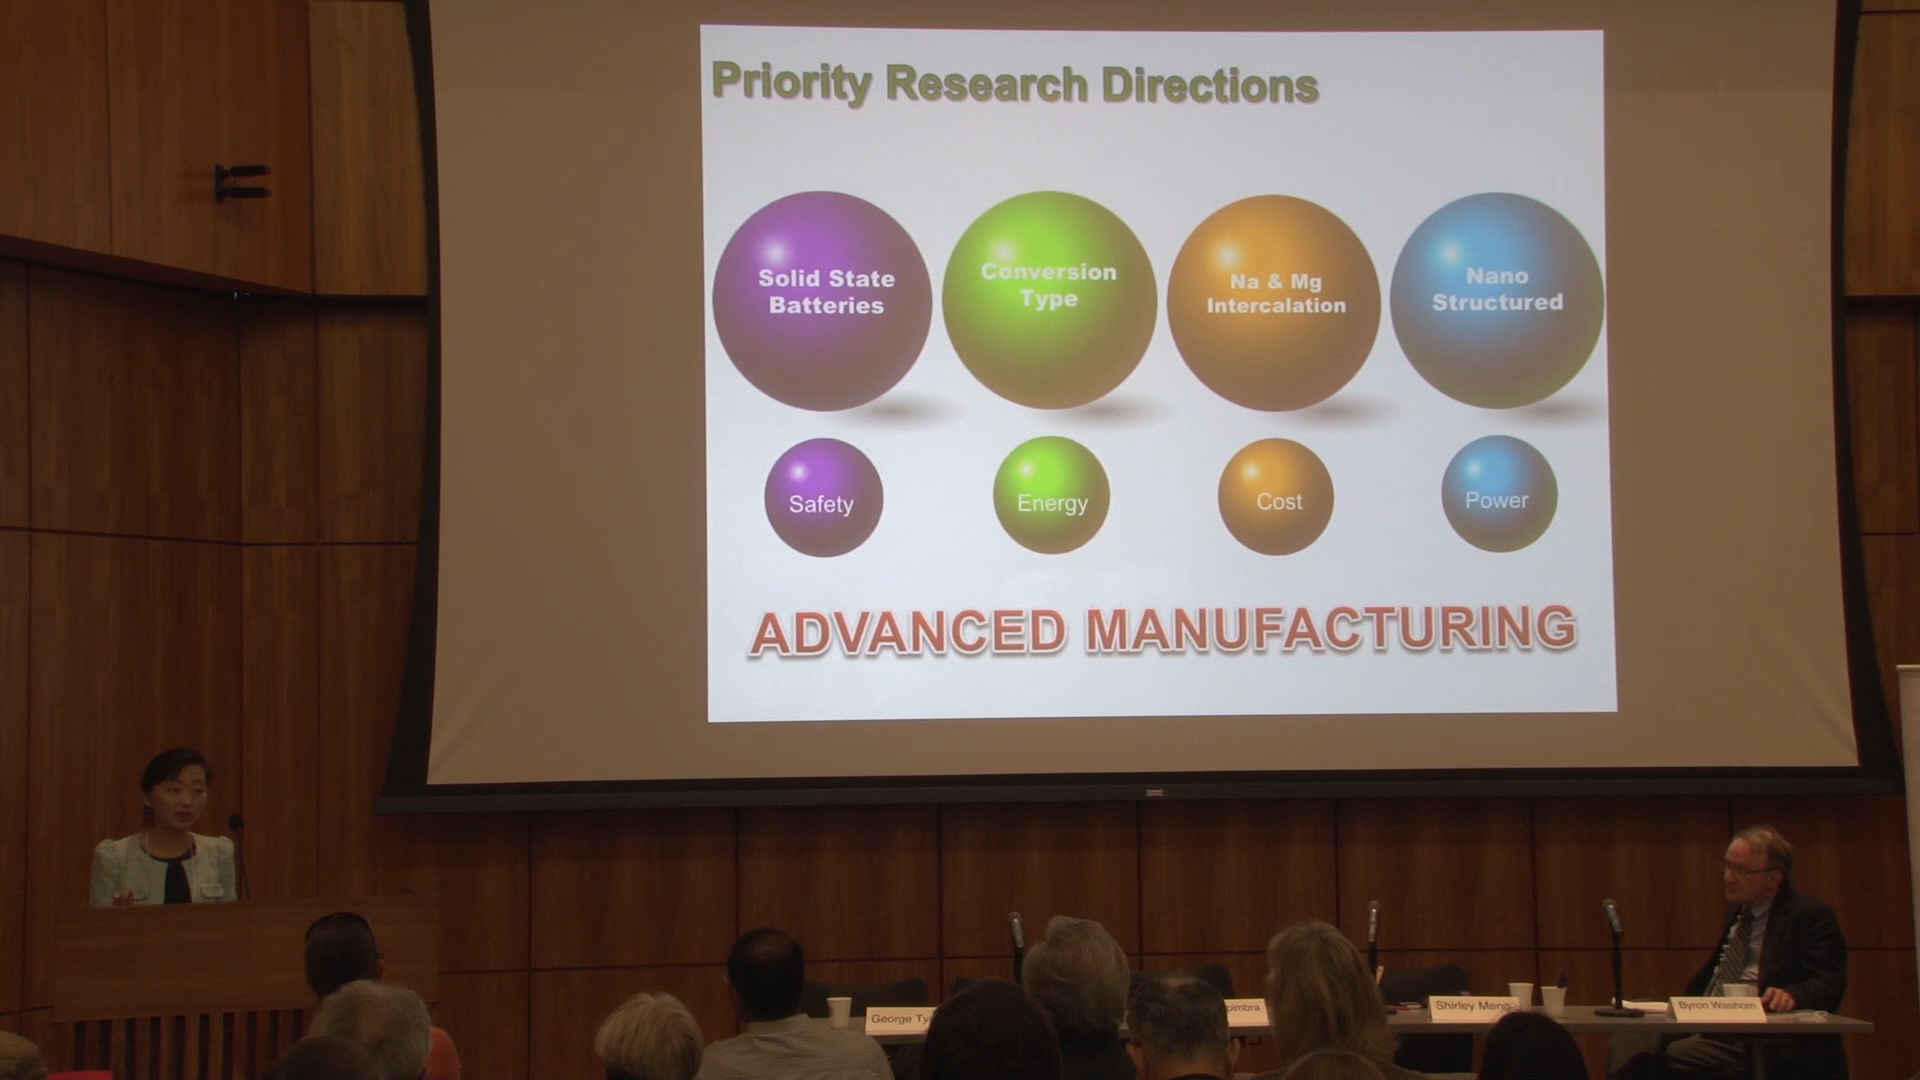 Priority Research Directions
Solid State
Batteries
Conversion
Type
Na & Mg
Intercalation
Nano
Structured
Safety
Energy
Cost
Power
ADVANCED MANUFACTURING
George
Shirley Meng
Byron Washom